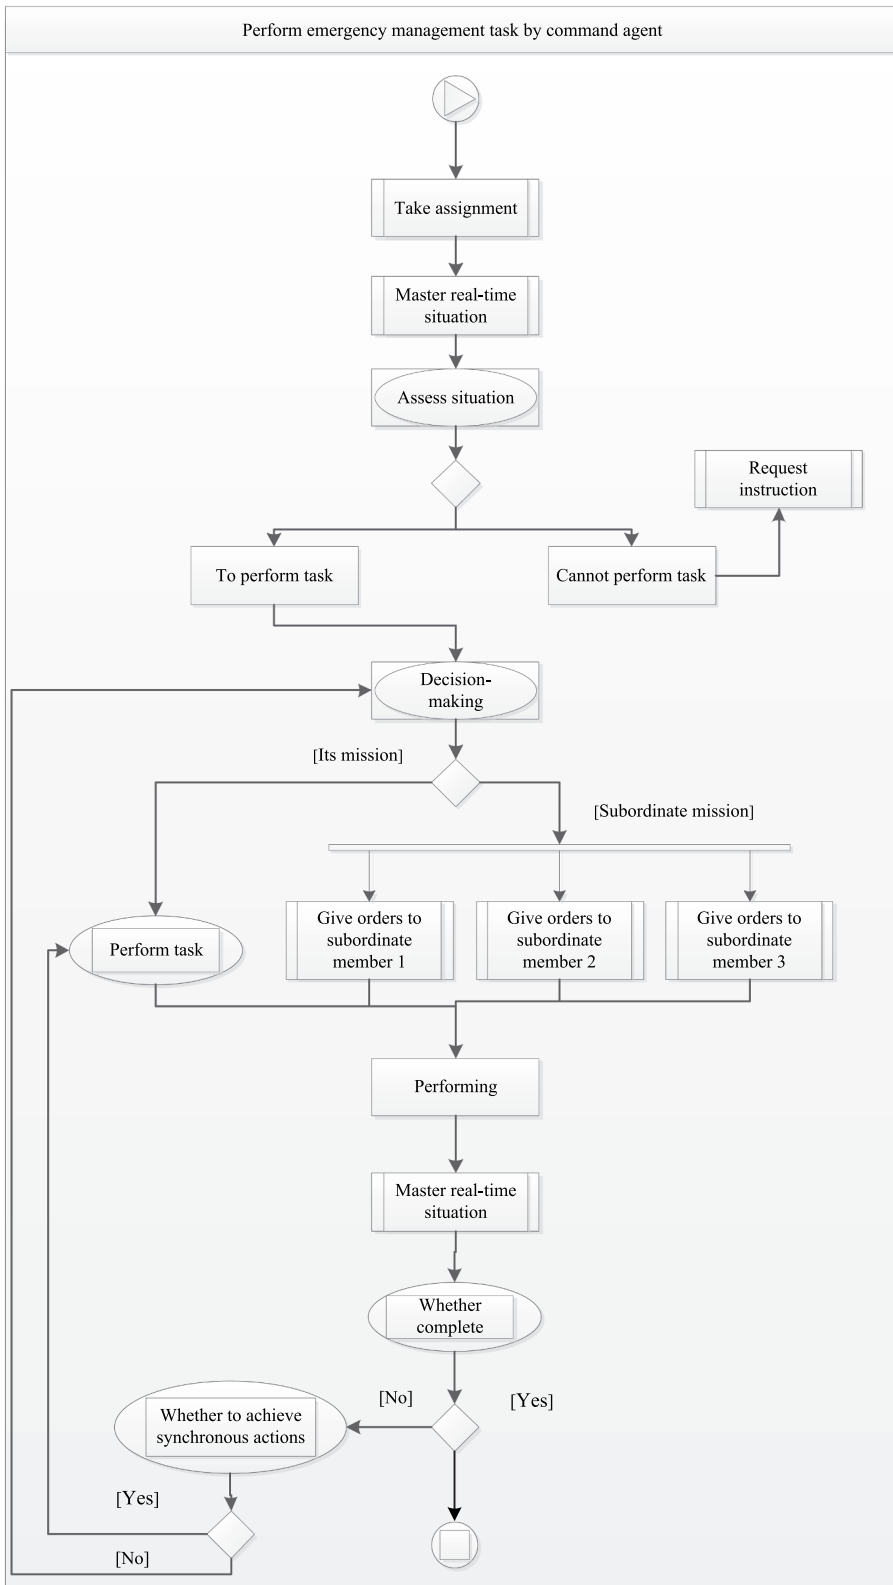 Perform emergency management task by command agent
Take assignment
Master real-time
situation
Assess situation
Request
instruction
To perform task
Cannot perform task
Decision-
making
[Its mission]
[Subordinate mission]
Perform task
Give orders to
subordinate
member 1
Give orders to
subordinate
member 2
Give orders to
subordinate
member 3
Performing
Master real-time
situation
Whether
complete
[No]
[Yes]
Whether to achieve
synchronous actions
[Yes]
[No]